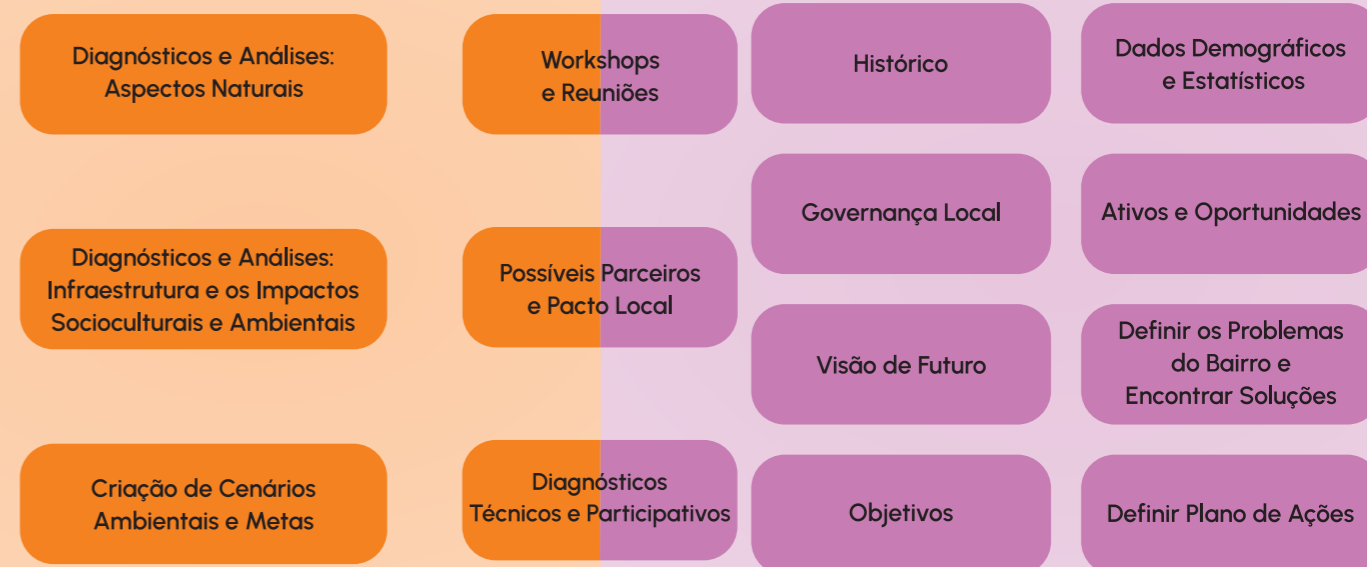 Diagnósticos e Análises:
Aspectos Naturais
Diagnósticos e Análises:
Infraestrutura e os Impactos
Socioculturais e Ambientais
Criação de Cenários
Ambientais e Metas
Workshops
e Reuniões
Possíveis Parceiros
e Pacto Local
Diagnósticos
Técnicos e Participativos
Histórico
Governança Local
Visão de Futuro
Objetivos
Dados Demográficos
e Estatísticos
Ativos e Oportunidades
Definir os Problemas
do Bairro e
Encontrar Soluções
Definir Plano de Ações